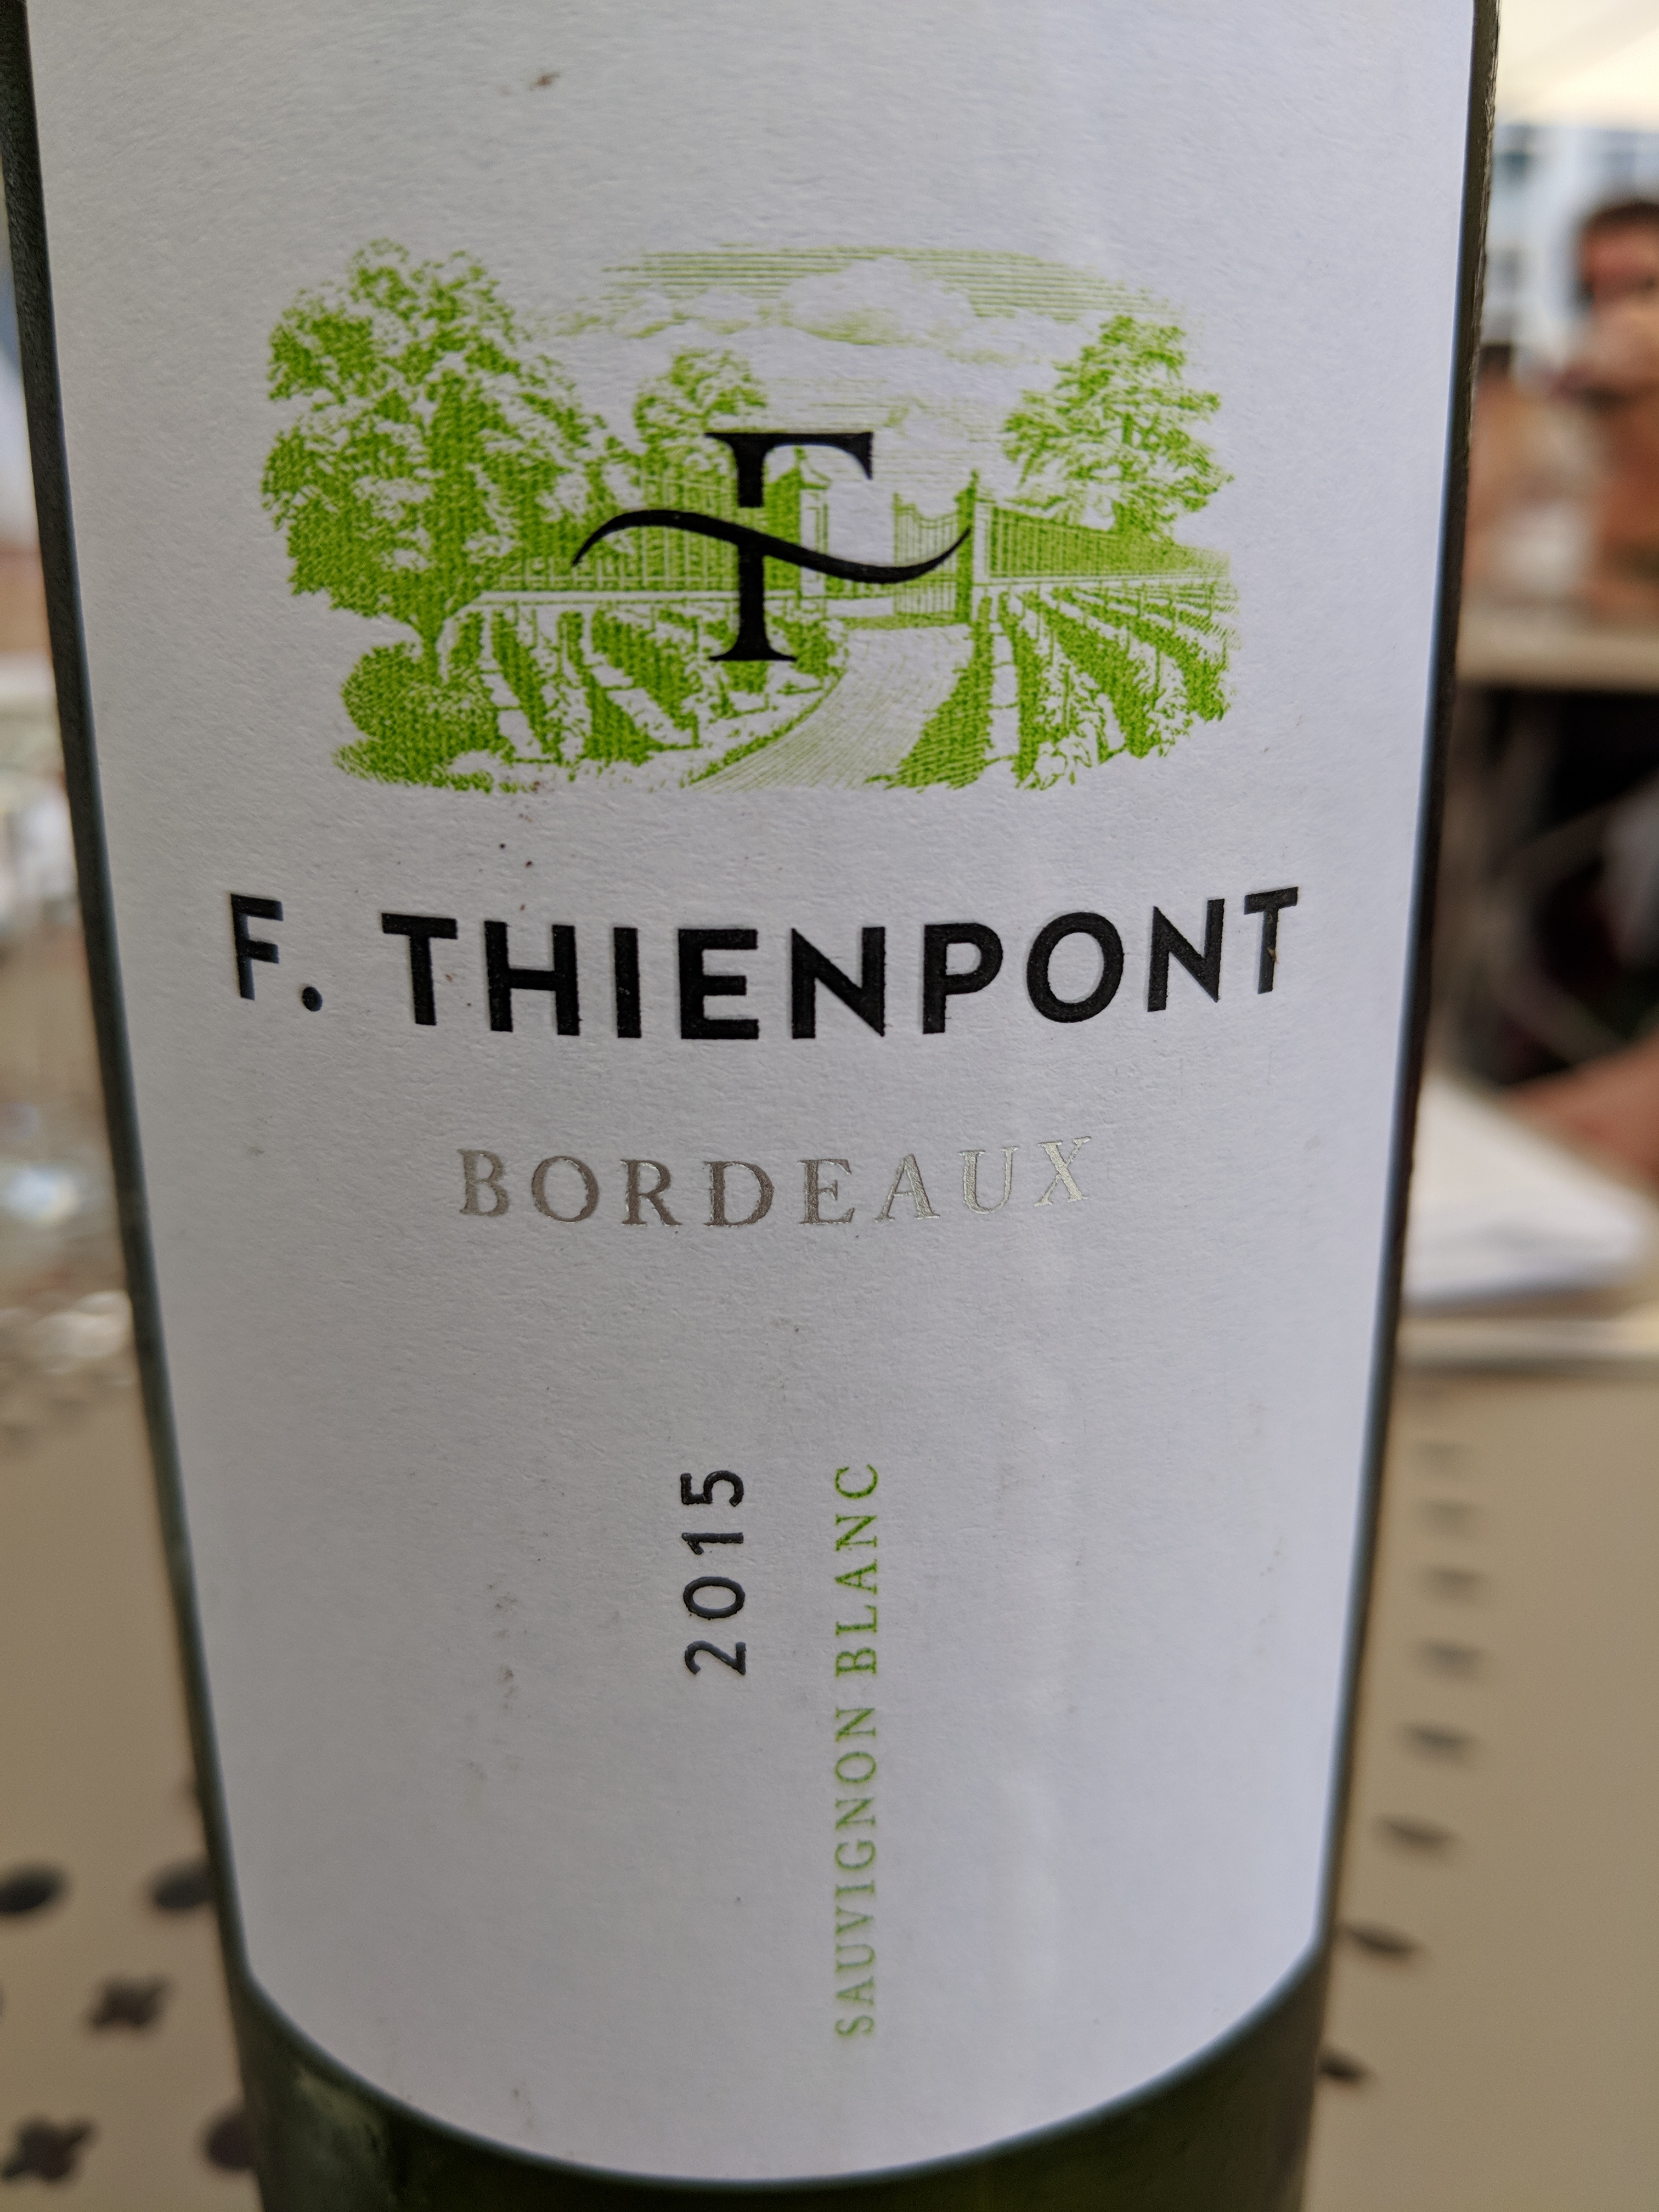 F
F. THIENPONT
BORDEAUX
2015
SAUVIGNON BLANC